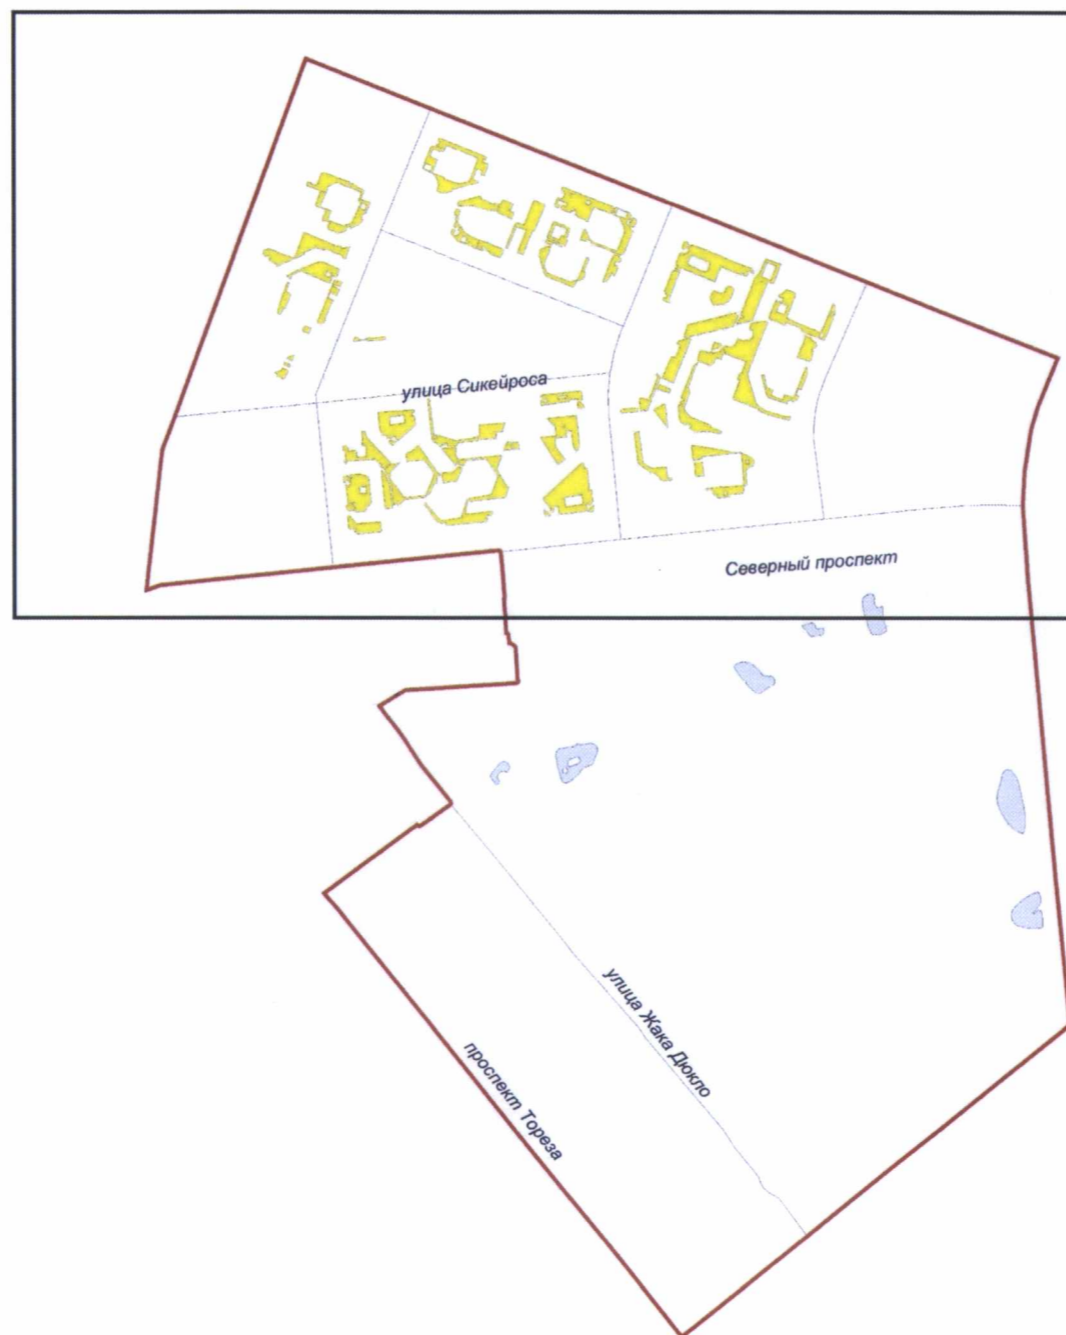 улица Сикейроса
Северный проспект
улица Жака Дюкло
проспект Тореза